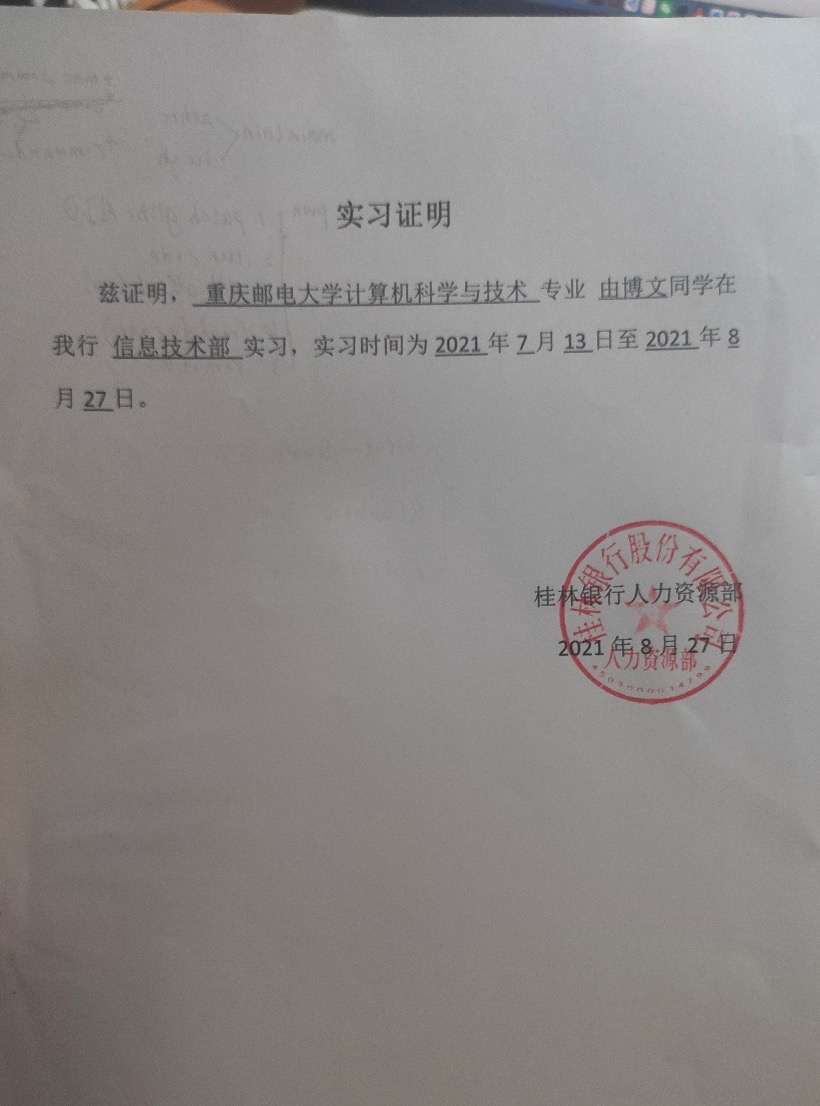 实习证明
兹证明， 重庆邮电大学计算机科学与技术 专业 由博文同学在
我行 信息技术部 实习，实习时间为 2021 年 7 月 13 日至 2021 年 8
月 27 日。
桂林银行股份有限公司
桂林银行人力资源部
2021 年 8 月 27 日
人力资源部